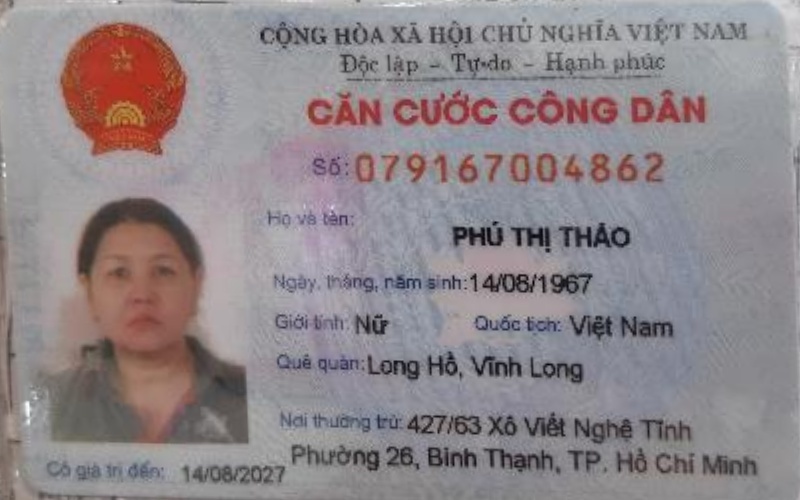 CỘNG HÒA XÃ HỘI CHỦ NGHĨA VIỆT NAM
Độc lập - Tự do - Hạnh phúc
CĂN CƯỚC CÔNG DÂN
Số: 079167004862
Họ và tên: PHÚ THỊ THẢO
Ngày, tháng, năm sinh: 14/08/1967
Giới tính: Nữ Quốc tịch: Việt Nam
Quê quán: Long Hồ, Vĩnh Long
Nơi thường trú: 427/63 Xô Viết Nghệ Tĩnh
Phường 26, Bình Thạnh, TP. Hồ Chí Minh
Có giá trị đến: 14/08/2027